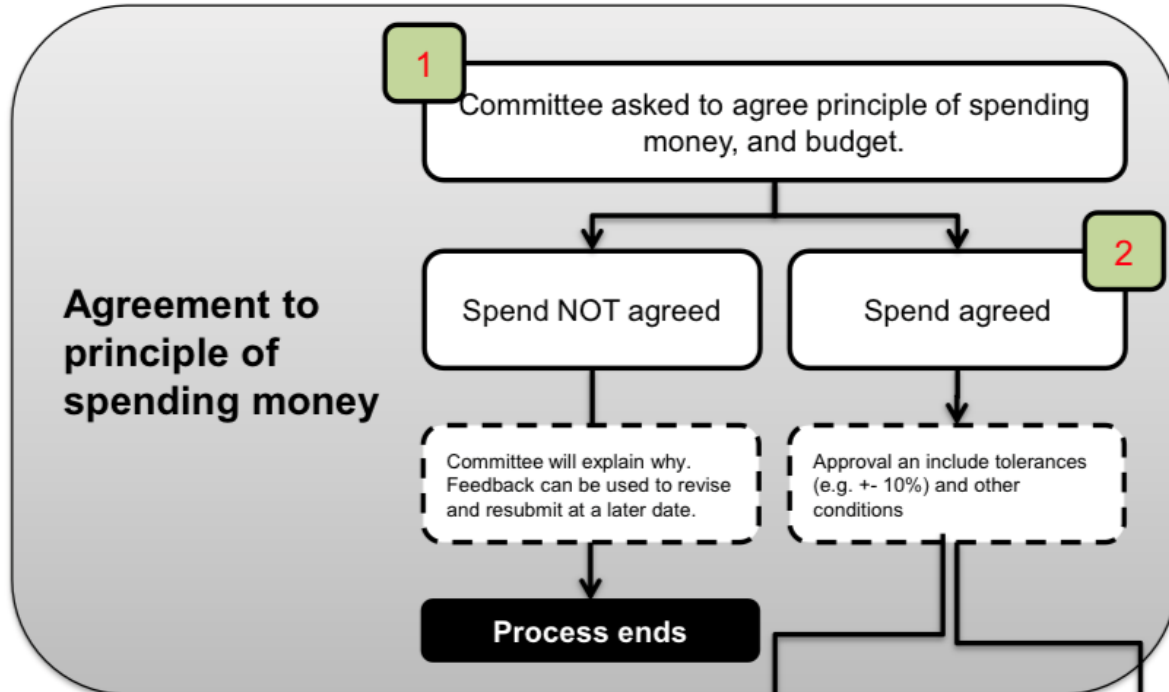 1
Committee asked to agree principle of spending
money, and budget.
2
Spend NOT agreed
Spend agreed
Agreement to
principle of
spending money
Committee will explain why.
Feedback can be used to revise
and resubmit at a later date.
Approval an include tolerances
(e.g. +- 10%) and other
conditions
Process ends